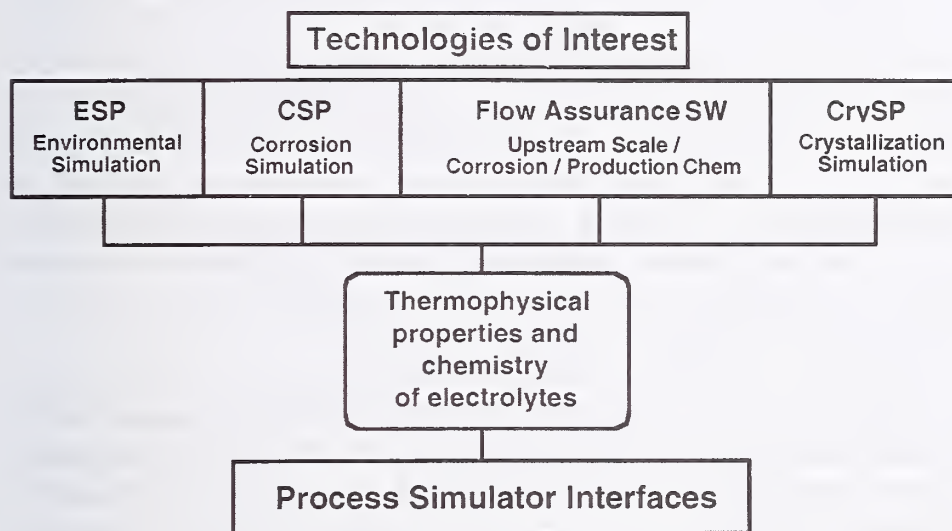 Technologies of Interest
ESP
Environmental
Simulation
CSP
Corrosion
Simulation
Flow Assurance SW
Upstream Scale /
Corrosion / Production Chem
CrySP
Crystallization
Simulation
Thermophysical
properties and
chemistry
of electrolytes
Process Simulator Interfaces